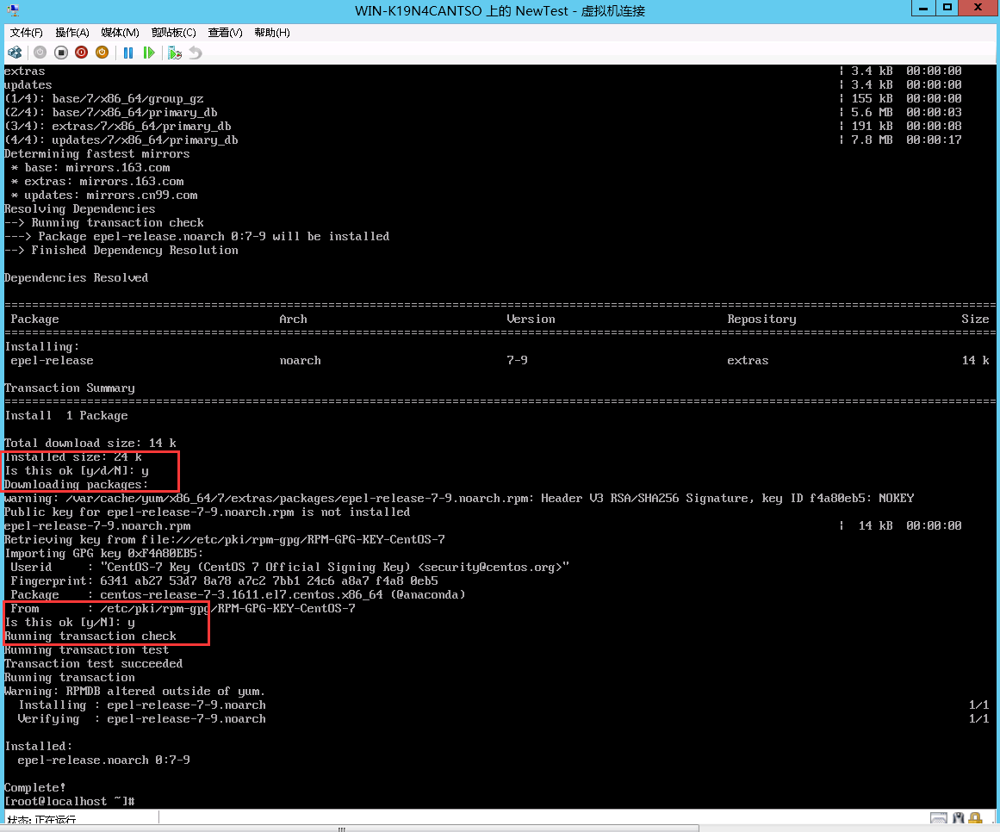 WIN-K19N4CANTSO 上的 NewTest - 虚拟机连接
文件(F) 操作(A) 媒体(M) 剪贴板(C) 查看(V) 帮助(H)
extras | 3.4 kB 00:00:00
updates | 3.4 kB 00:00:00
(1/4): base/7/x86_64/group_gz | 155 kB 00:00:00
(2/4): base/7/x86_64/primary_db | 5.6 MB 00:00:03
(3/4): extras/7/x86_64/primary_db | 191 kB 00:00:08
(4/4): updates/7/x86_64/primary_db | 7.8 MB 00:00:17
Determining fastest mirrors
* base: mirrors.163.com
* extras: mirrors.163.com
* updates: mirrors.cn99.com
Resolving Dependencies
--> Running transaction check
---> Package epel-release.noarch 0:7-9 will be installed
--> Finished Dependency Resolution
Dependencies Resolved
Package Arch Version Repository Size
Installing:
epel-release noarch 7-9 extras 14 k
Transaction Summary
Install 1 Package
Total download size: 14 k
Installed size: 24 k
Is this ok [y/d/N]: y
Downloading packages:
warning: /var/cache/yum/x86_64/7/extras/packages/epel-release-7-9.noarch.rpm: Header V3 RSA/SHA256 Signature, key ID f4a80eb5: NOKEY
Public key for epel-release-7-9.noarch.rpm is not installed
epel-release-7-9.noarch.rpm | 14 kB 00:00:00
Retrieving key from file:///etc/pki/rpm-gpg/RPM-GPG-KEY-CentOS-7
Importing GPG key 0xF4A80EB5:
Userid : "CentOS-7 Key (CentOS 7 Official Signing Key) <security@centos.org>"
Fingerprint: 6341 ab27 53d7 8a78 a7c2 7bb1 24c6 a8a7 f4a8 0eb5
Package : centos-release-7-3.1611.el7.centos.x86_64 (@anaconda)
From : /etc/pki/rpm-gpg/RPM-GPG-KEY-CentOS-7
Is this ok [y/N]: y
Running transaction check
Running transaction test
Transaction test succeeded
Running transaction
Warning: RPMDB altered outside of yum.
Installing : epel-release-7-9.noarch 1/1
Verifying : epel-release-7-9.noarch 1/1
Installed:
epel-release.noarch 0:7-9
Complete!
[root@localhost ~]#
状态: 正在运行